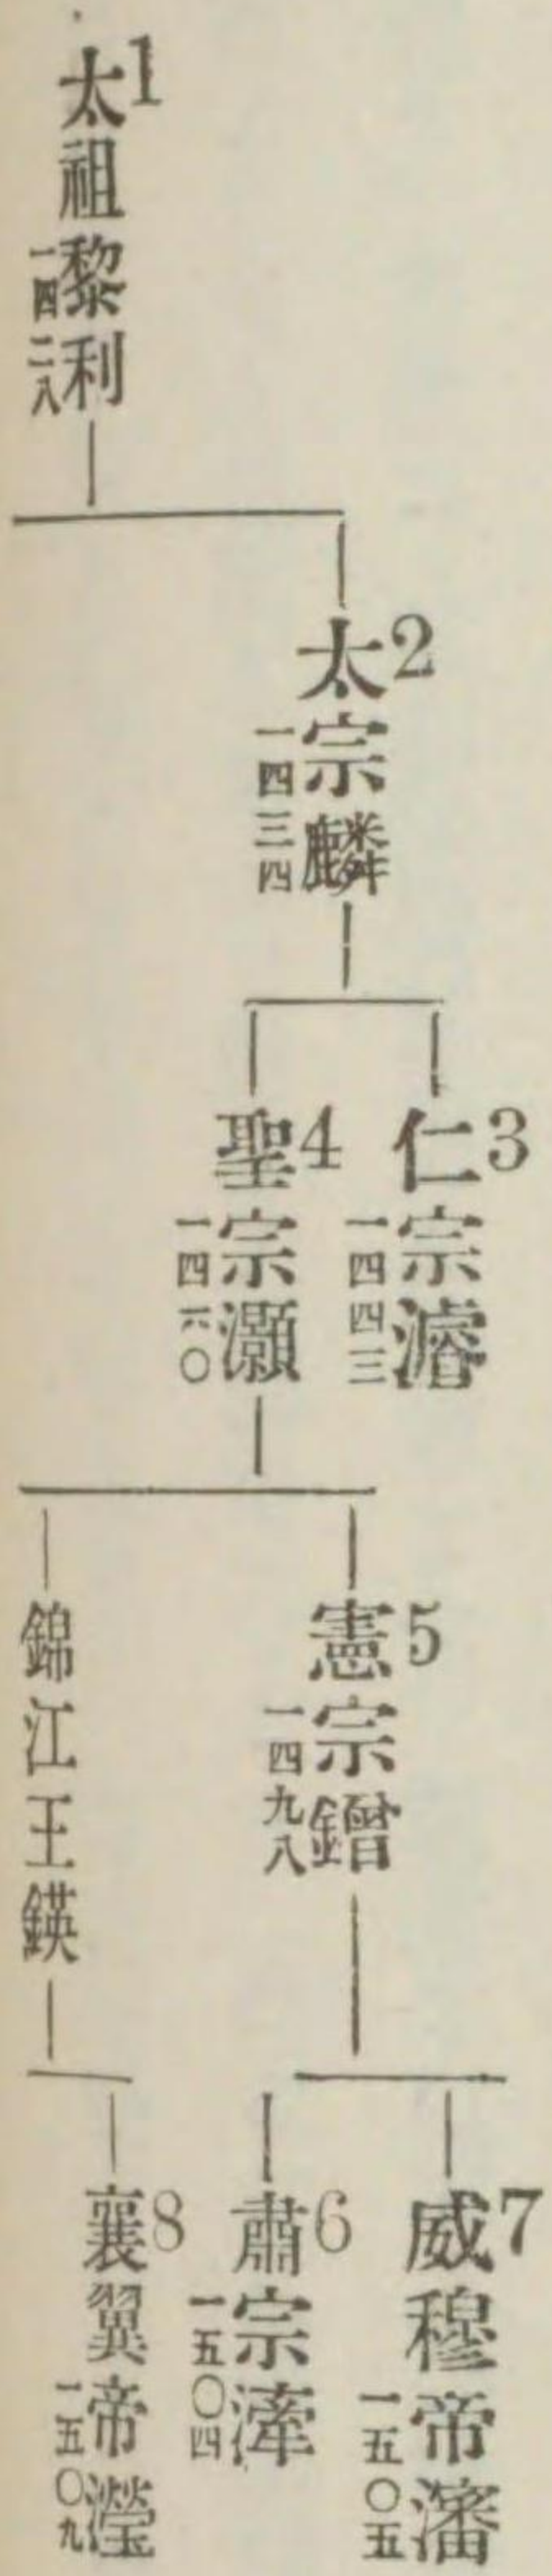 1
太祖黎利
一四二八
2
太宗麟
一四三四
3
仁宗濬
一四四三
4
聖宗灝
一四六〇
5
憲宗鏳
一四九八
錦江王鍈
7
威穆帝濬
一五〇五
6
肅宗㵮
一五〇四
8
襄翼帝瀅
一五〇九